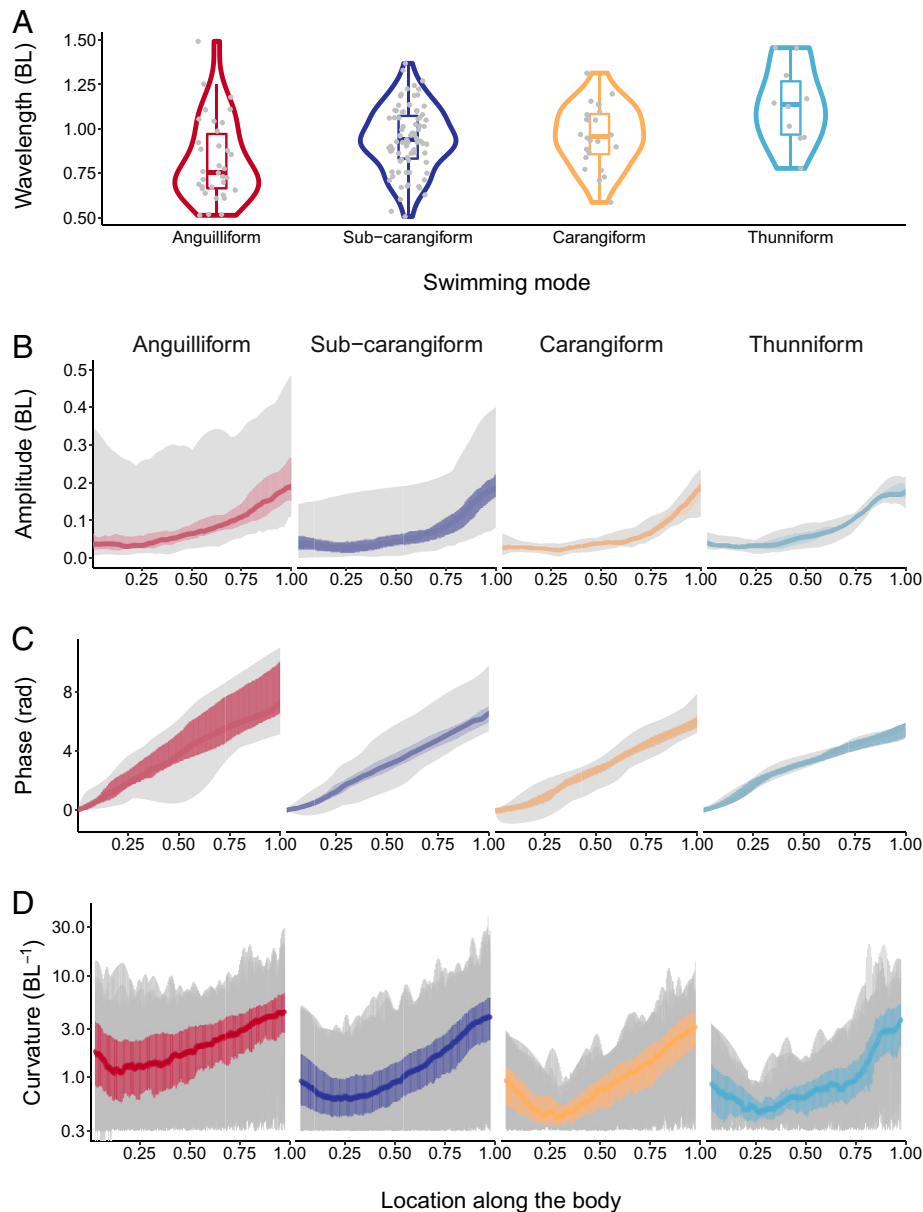 A
Wavelength (BL)
1.50
1.25
1.00
0.75
0.50
Anguilliform Sub−carangiform Carangiform Thunniform
Swimming mode
B
Anguilliform Sub−carangiform Carangiform Thunniform
Amplitude (BL)
0.5
0.4
0.3
0.2
0.1
0.0
0.25 0.50 0.75 1.00 0.25 0.50 0.75 1.00 0.25 0.50 0.75 1.00 0.25 0.50 0.75 1.00
C
Phase (rad)
8
4
0
0.25 0.50 0.75 1.00 0.25 0.50 0.75 1.00 0.25 0.50 0.75 1.00 0.25 0.50 0.75 1.00
D
Curvature (BL⁻¹)
30.0
10.0
3.0
1.0
0.3
0.25 0.50 0.75 1.00 0.25 0.50 0.75 1.00 0.25 0.50 0.75 1.00 0.25 0.50 0.75 1.00
Location along the body